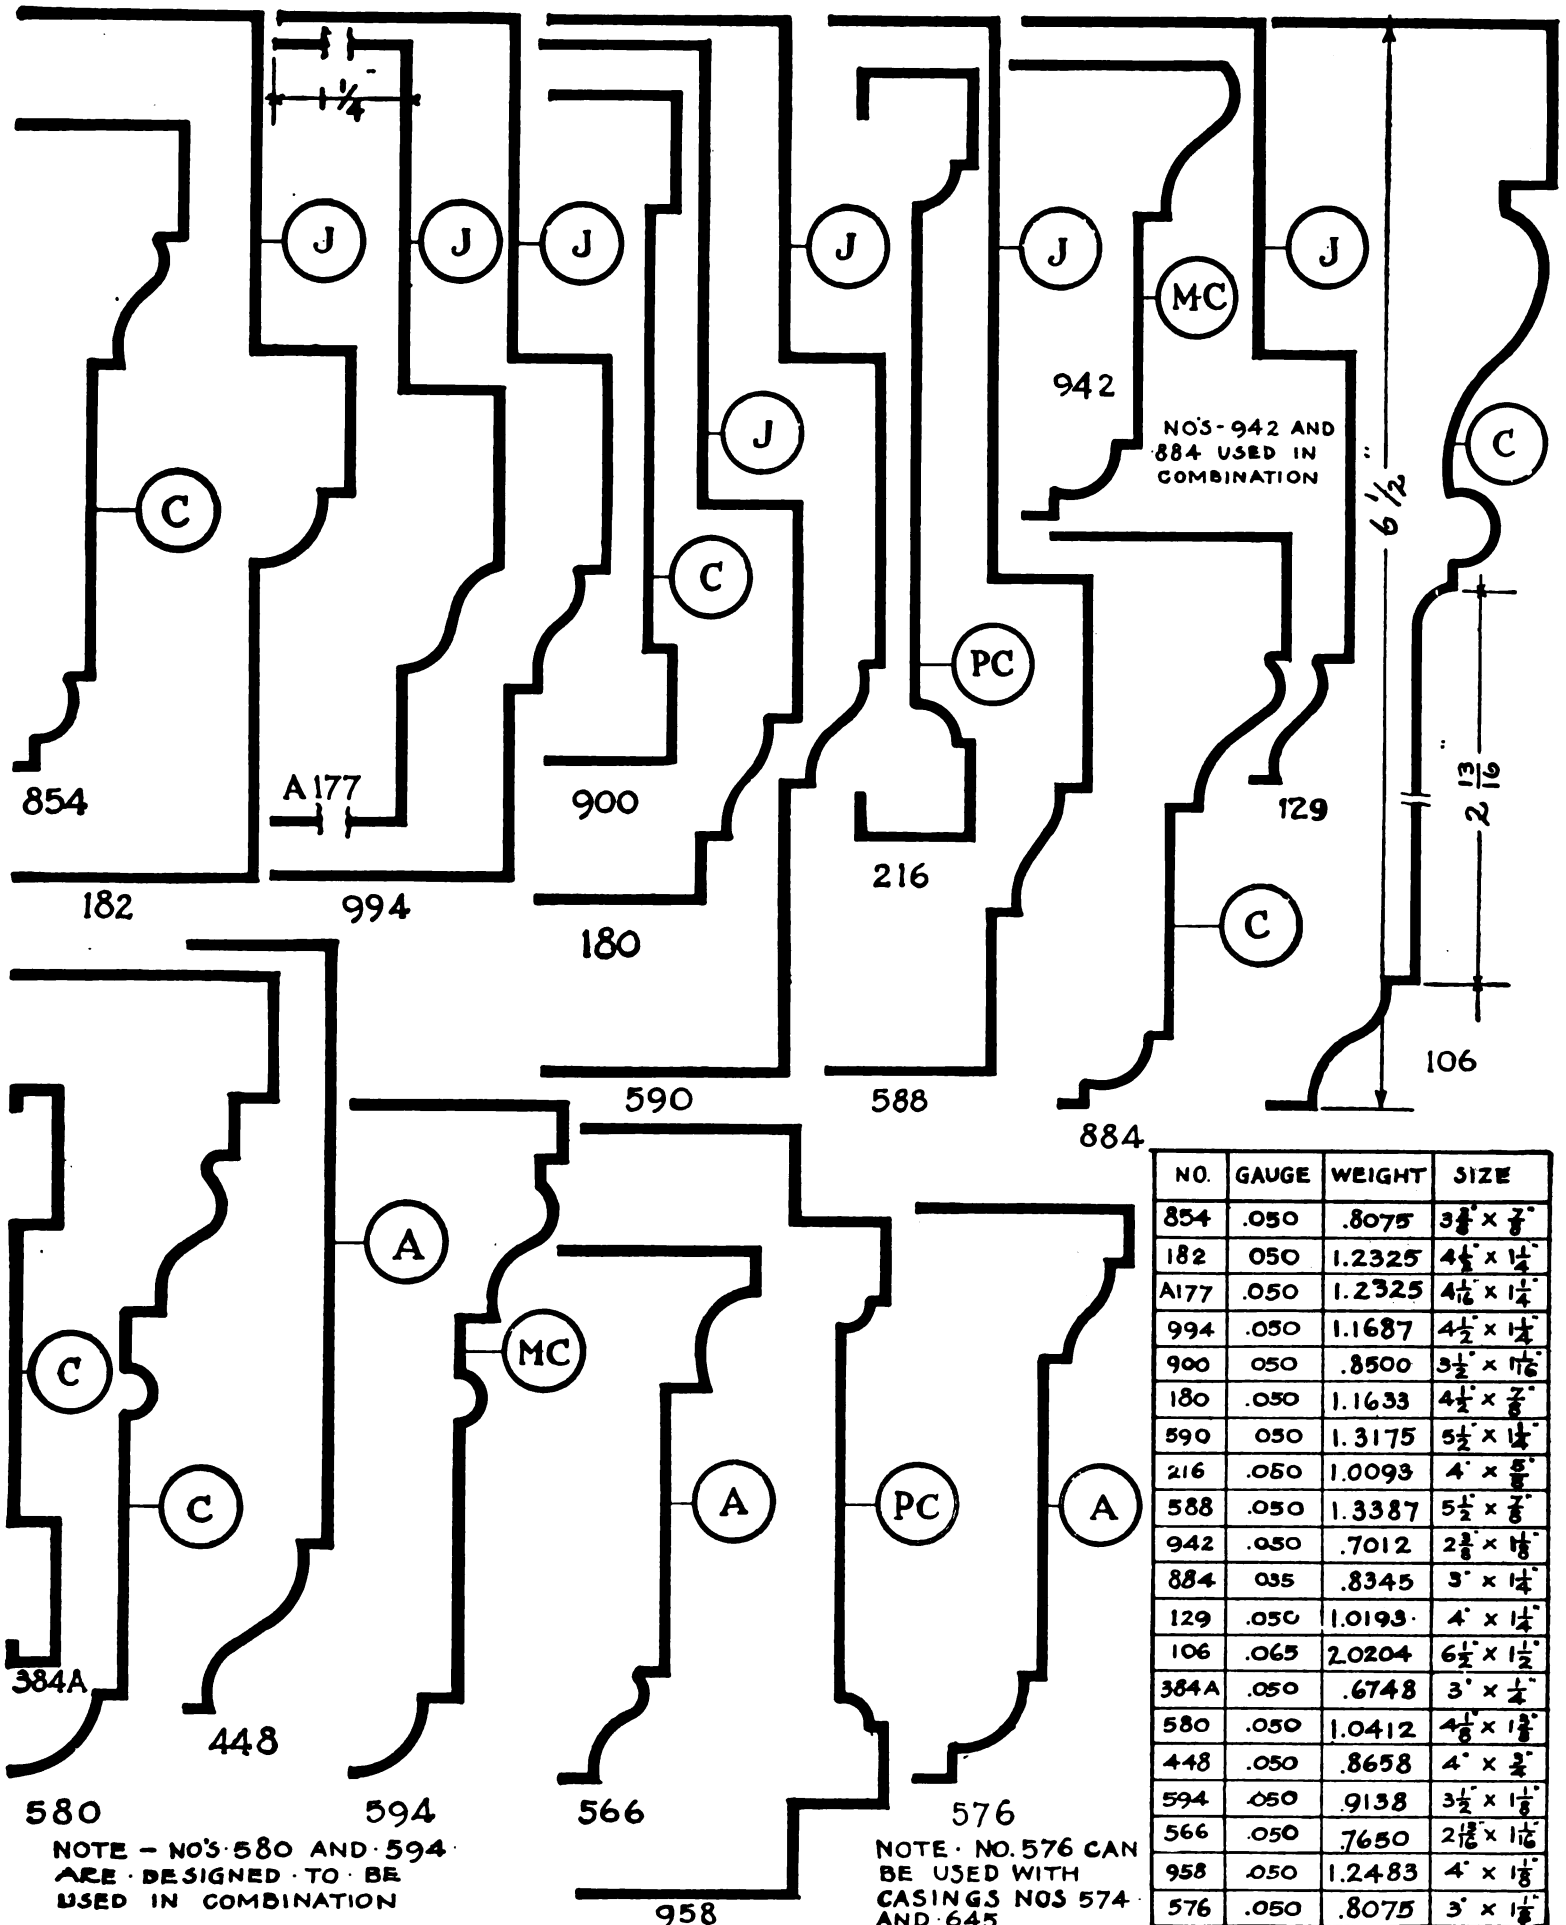 1 1/4"
J
J
J
J
J
J
MC
942
NO'S-942 AND
884 USED IN
COMBINATION
6 1/2"
C
J
C
C
PC
854
A177
900
129
2 13/16"
182
994
216
180
C
590
588
884
106
A
C
MC
C
A
PC
A
384A
448
580
594
566
576
958
NOTE - NO'S·580 AND·594·
ARE·DESIGNED·TO·BE
USED IN COMBINATION
NOTE·NO.576 CAN
BE USED WITH
CASINGS NOS 574·
AND·645
NO. GAUGE WEIGHT SIZE
854 .050 .8075 × 7/8"
182 050 1.2325 4 1/2" × 1 1/4"
A177 .050 1.2325 4 1/16" × 1 1/4"
994 .050 1.1687 4 1/2" × 1 1/4"
900 050 .8500 3 1/2" × 1 1/16"
180 .050 1.1633 4 1/2" × 7/8"
590 050 1.3175 5 1/2" × 1 1/4"
216 .050 1.0093 4" × 5/8"
588 .050 1.3387 5 1/2" × 7/8"
942 .050 .7012 2 3/8" × 1 1/8"
884 035 .8345 3" × 1 1/4"
129 .050 1.0193· 4" × 1 1/4"
106 .065 2.0204 6 1/2" × 1 1/2"
384A .050 .6748 3" × 1/4"
580 .050 1.0412 4 1/8" × 1 3/8"
448 .050 .8658 4" × 3/4"
594 .050 .9138 3 1/2" × 1 1/8"
566 .050 .7650 2 13/16" × 1 1/16"
958 .050 1.2483 4" × 1 1/8"
576 .050 .8075 3" × 1 1/8"